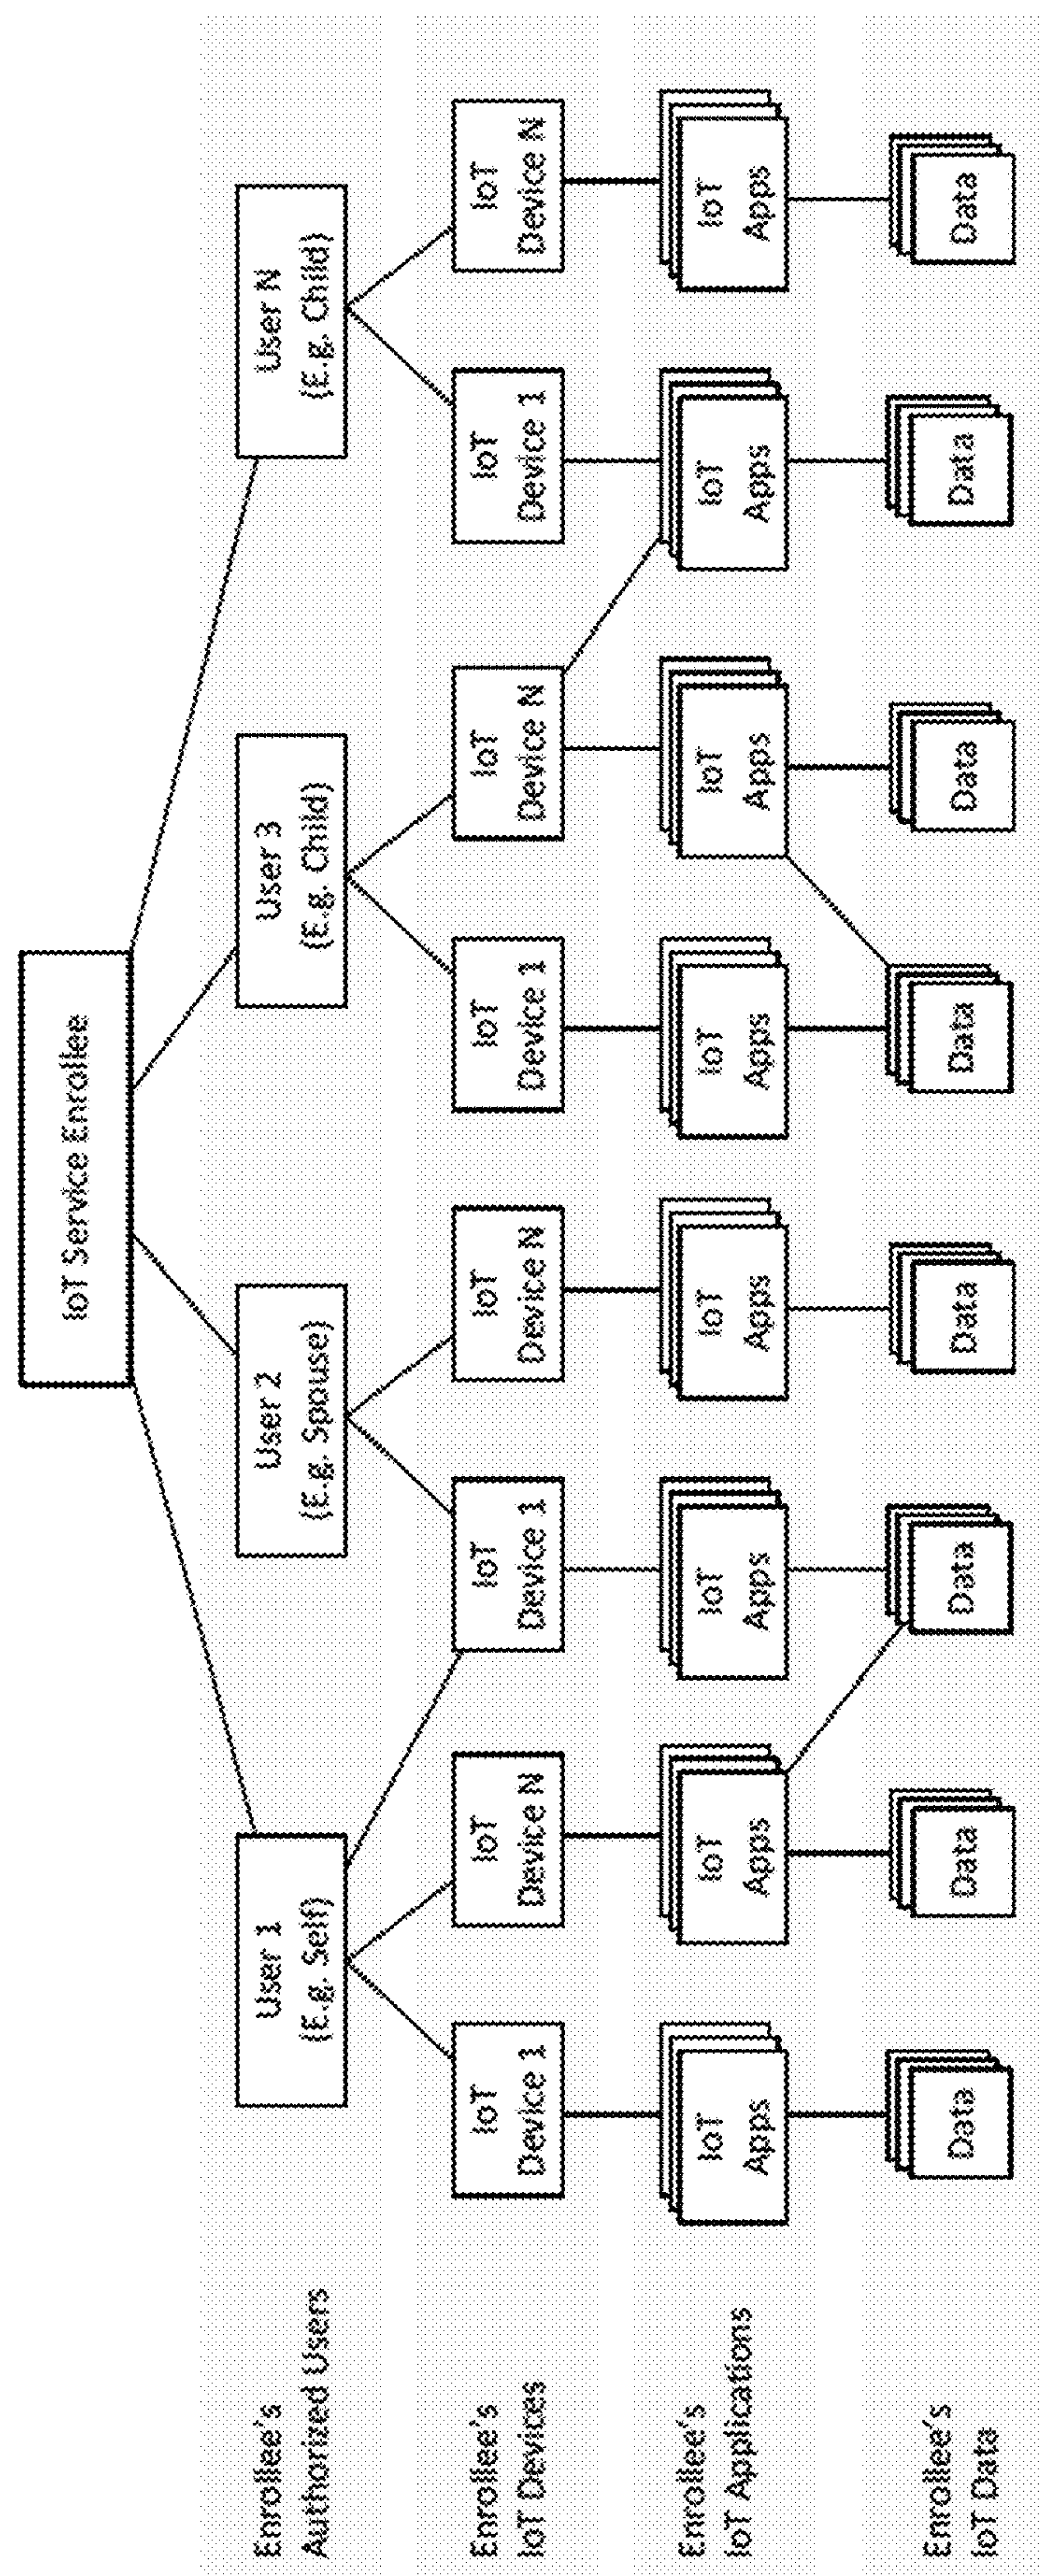 IoT Service Enrollee
Enrollee's
Authorized Users
User 1
(E.g. Self)
User 2
(E.g. Spouse)
User 3
(E.g. Child)
User N
(E.g. Child)
Enrollee's
IoT Devices
IoT
Device 1
IoT
Device N
IoT
Device 1
IoT
Device N
IoT
Device 1
IoT
Device N
IoT
Device 1
IoT
Device N
Enrollee's
IoT Applications
IoT
Apps
IoT
Apps
IoT
Apps
IoT
Apps
IoT
Apps
IoT
Apps
IoT
Apps
IoT
Apps
Enrollee's
IoT Data
Data
Data
Data
Data
Data
Data
Data
Data